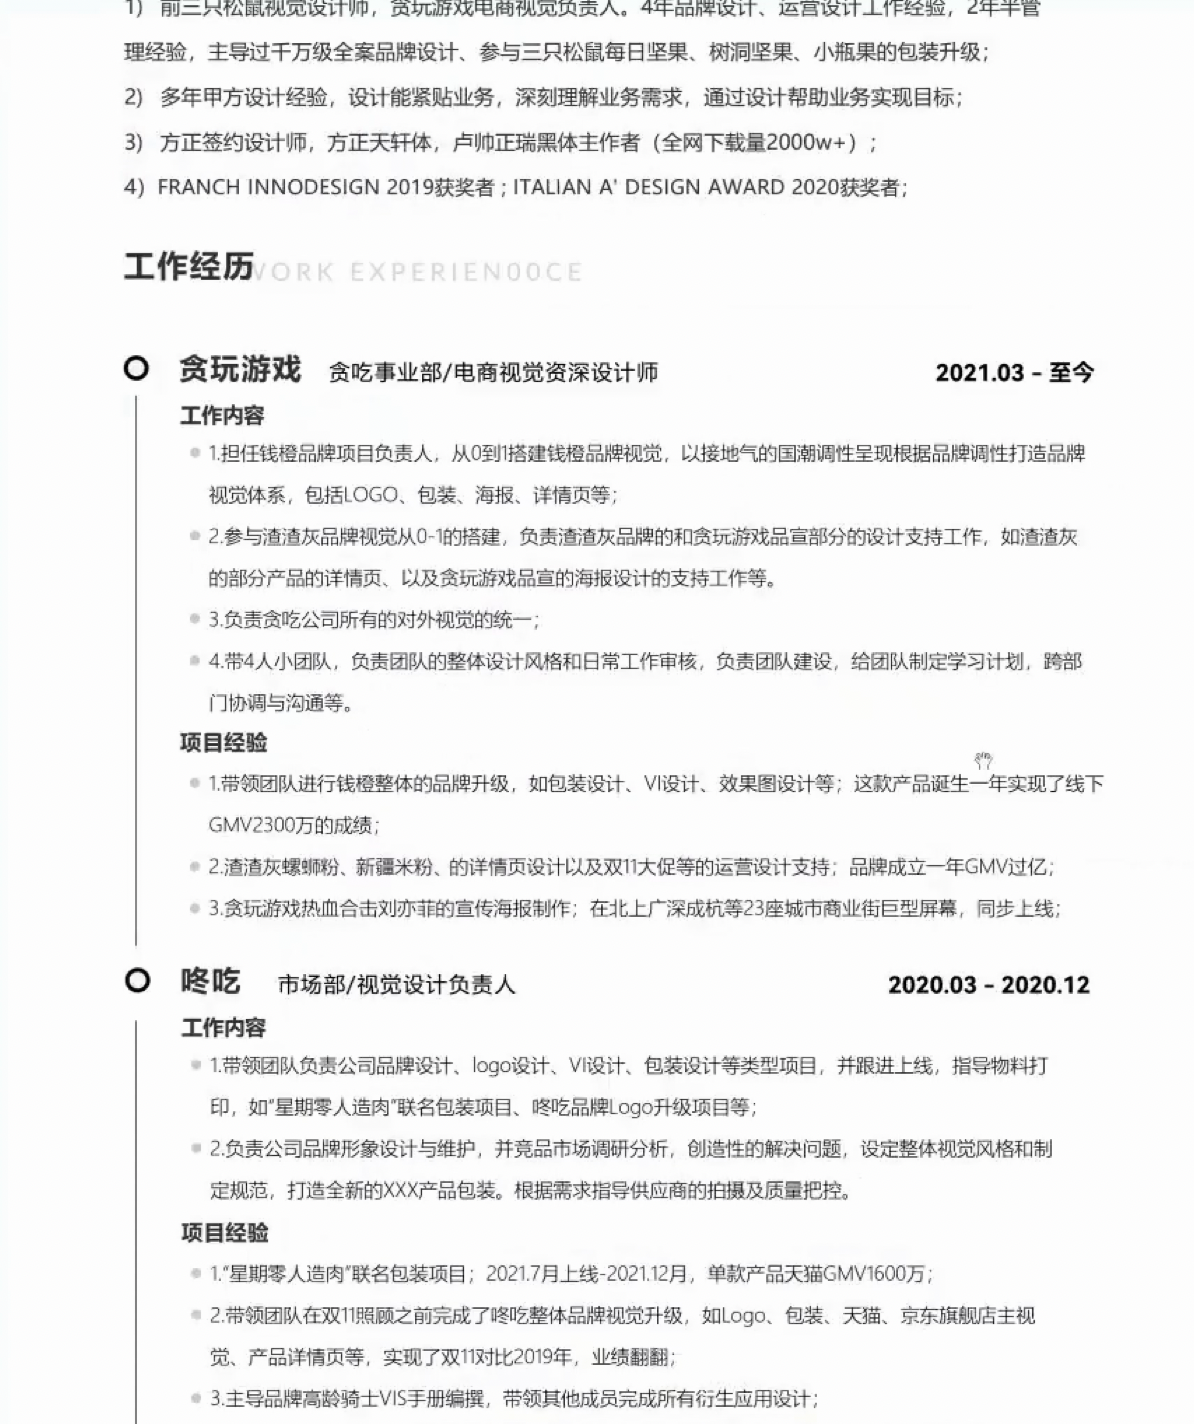 1) 前三只松鼠视觉设计师，贪玩游戏电商视觉负责人。4年品牌设计、运营设计工作经验，2年半管
理经验，主导过千万级全案品牌设计、参与三只松鼠每日坚果、树洞坚果、小瓶果的包装升级；
2) 多年甲方设计经验，设计能紧贴业务，深刻理解业务需求，通过设计帮助业务实现目标；
3) 方正签约设计师，方正天轩体，卢帅正瑞黑体主作者（全网下载量2000w+）；
4) FRANCH INNODESIGN 2019获奖者；ITALIAN A' DESIGN AWARD 2020获奖者；
工作经历 WORK EXPERIEN00CE
贪玩游戏 贪吃事业部/电商视觉资深设计师 2021.03 – 至今
工作内容
1.担任钱橙品牌项目负责人，从0到1搭建钱橙品牌视觉，以接地气的国潮调性呈现根据品牌调性打造品牌
视觉体系，包括LOGO、包装、海报、详情页等；
2.参与渣渣灰品牌视觉从0-1的搭建，负责渣渣灰品牌的和贪玩游戏品宣部分的设计支持工作，如渣渣灰
的部分产品的详情页、以及贪玩游戏品宣的海报设计的支持工作等。
3.负责贪吃公司所有的对外视觉的统一；
4.带4人小团队，负责团队的整体设计风格和日常工作审核，负责团队建设，给团队制定学习计划，跨部
门协调与沟通等。
项目经验
1.带领团队进行钱橙整体的品牌升级，如包装设计、VI设计、效果图设计等；这款产品诞生一年实现了线下
GMV2300万的成绩；
2.渣渣灰螺蛳粉、新疆米粉、的详情页设计以及双11大促等的运营设计支持；品牌成立一年GMV过亿；
3.贪玩游戏热血合击刘亦菲的宣传海报制作；在北上广深成杭等23座城市商业街巨型屏幕，同步上线；
咚吃 市场部/视觉设计负责人 2020.03 – 2020.12
工作内容
1.带领团队负责公司品牌设计、logo设计、VI设计、包装设计等类型项目，并跟进上线，指导物料打
印，如“星期零人造肉”联名包装项目、咚吃品牌Logo升级项目等；
2.负责公司品牌形象设计与维护，并竞品市场调研分析，创造性的解决问题，设定整体视觉风格和制
定规范，打造全新的XXX产品包装。根据需求指导供应商的拍摄及质量把控。
项目经验
1.“星期零人造肉”联名包装项目；2021.7月上线-2021.12月，单款产品天猫GMV1600万；
2.带领团队在双11照顾之前完成了咚吃整体品牌视觉升级，如Logo、包装、天猫、京东旗舰店主视
觉、产品详情页等，实现了双11对比2019年，业绩翻翻；
3.主导品牌高龄骑士VIS手册编撰，带领其他成员完成所有衍生应用设计；